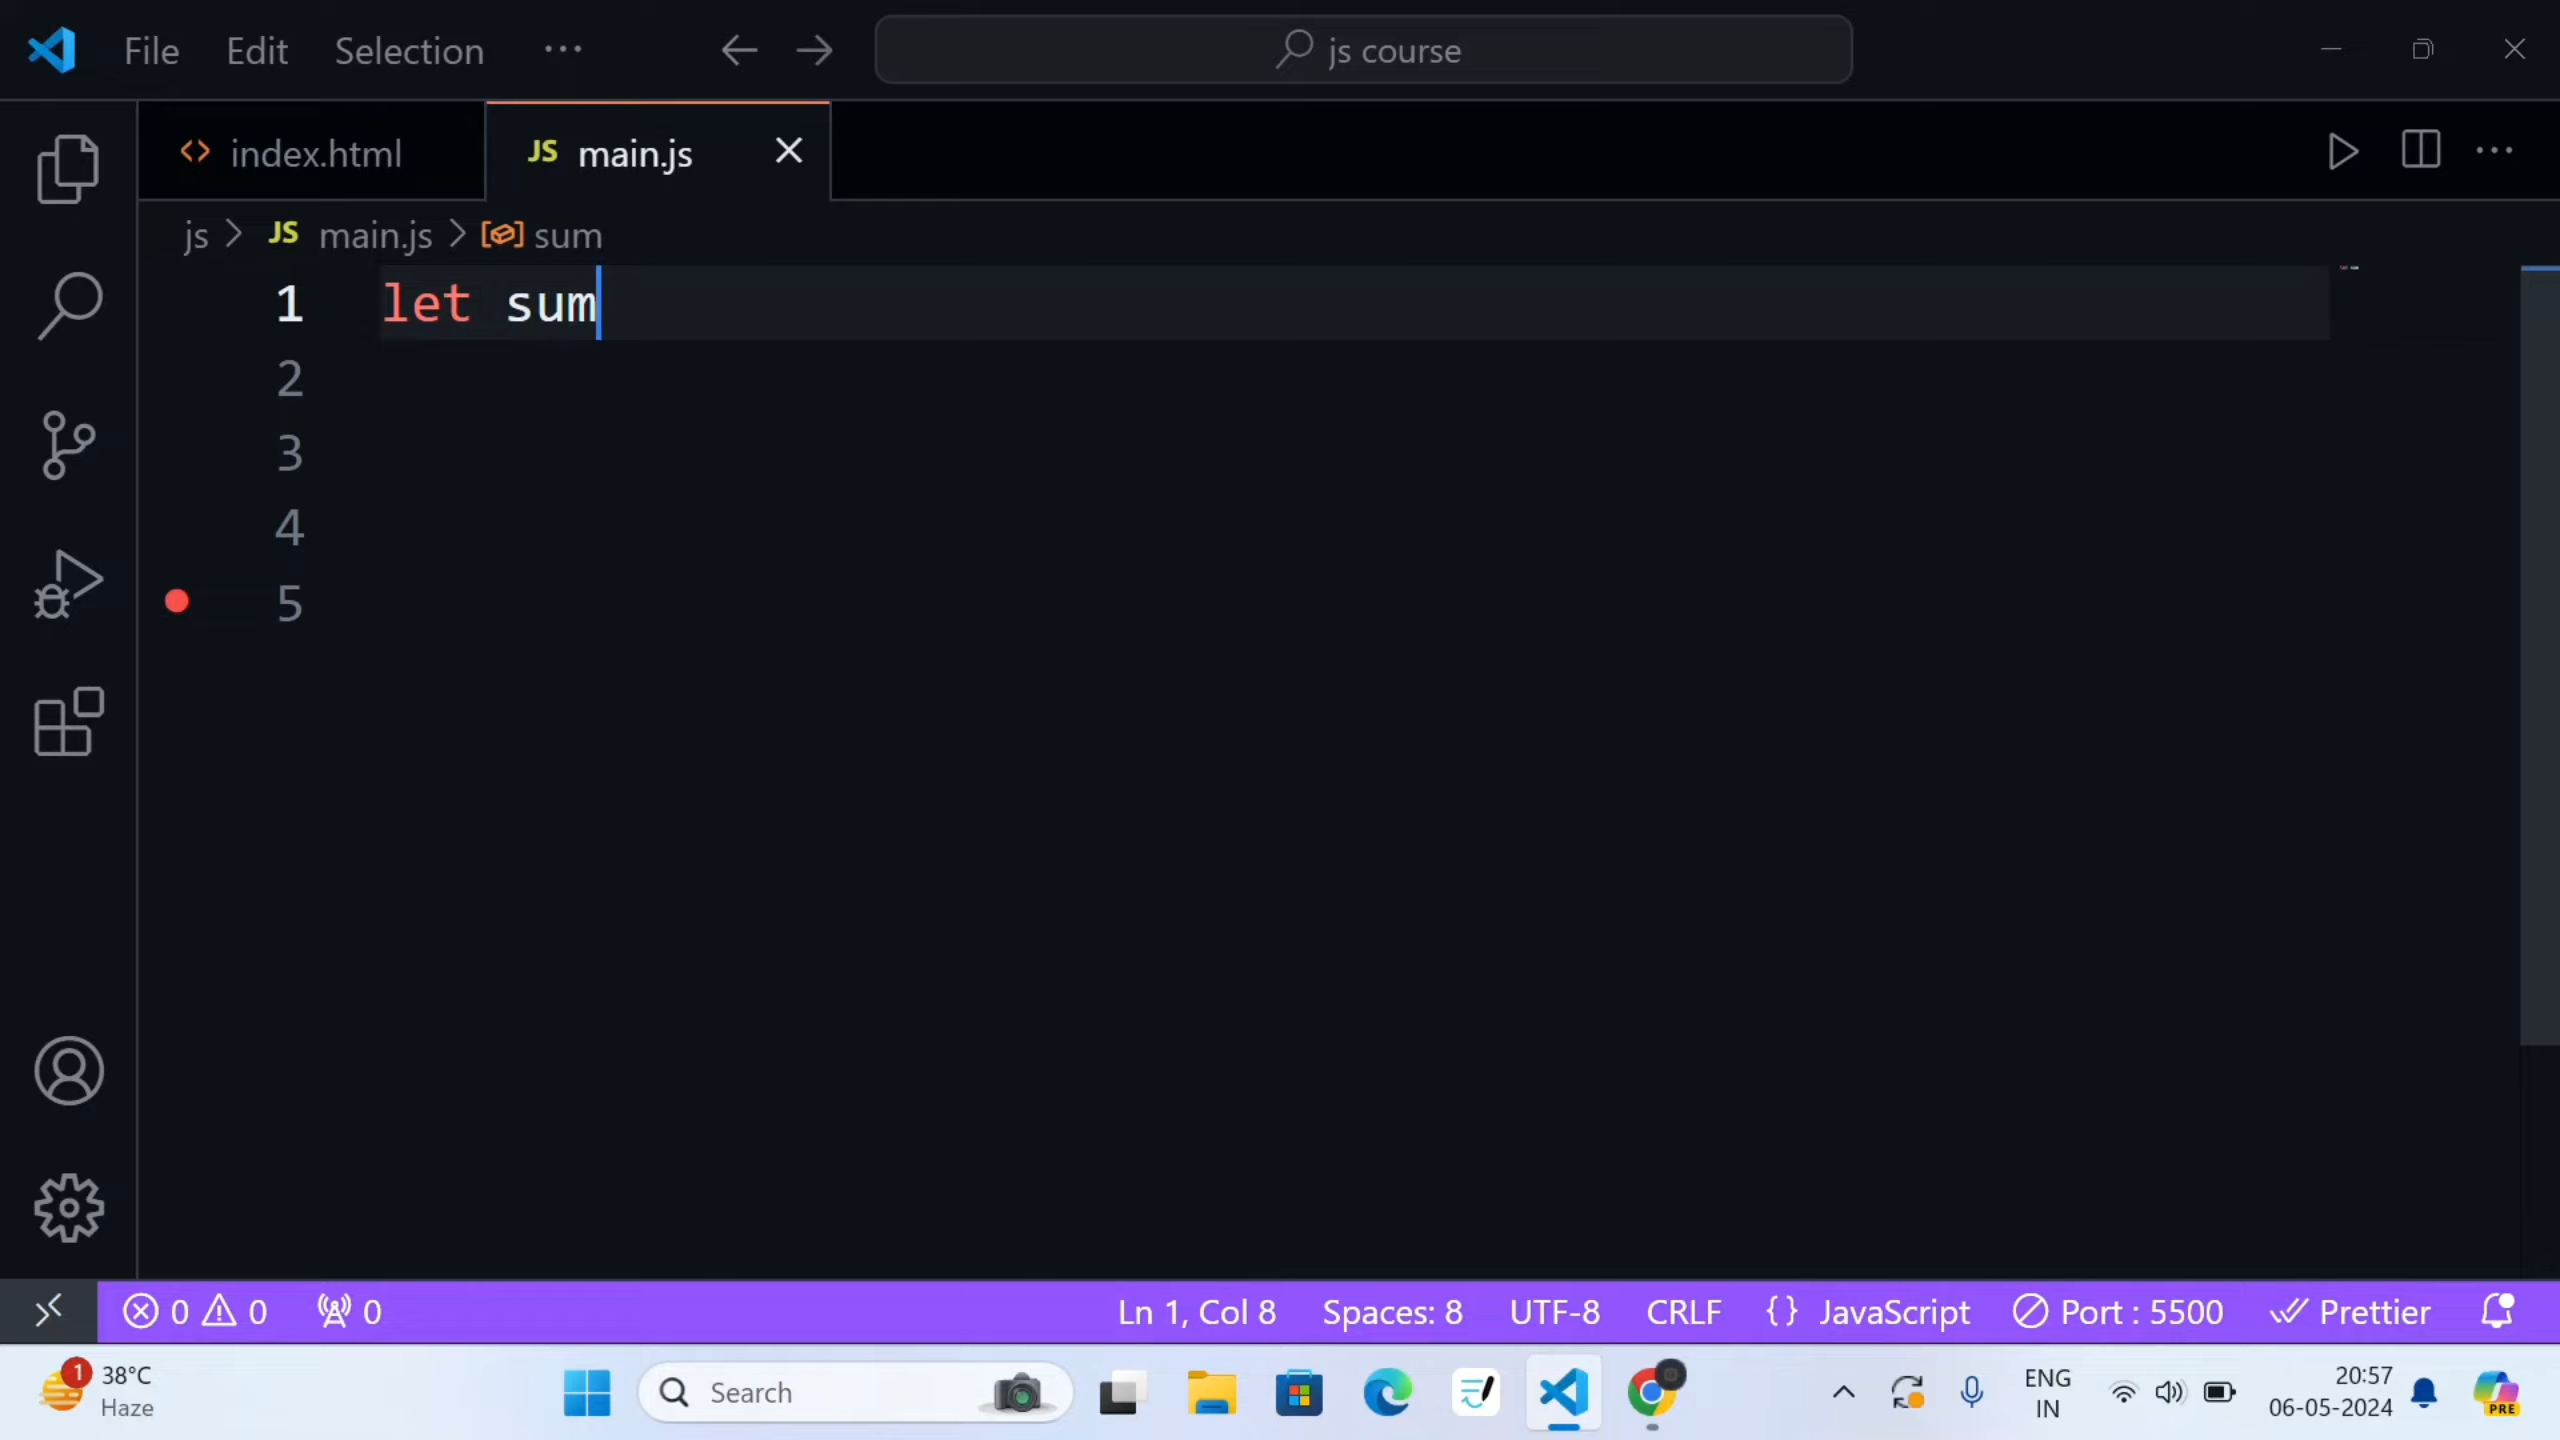 File Edit Selection ··· js course
index.html JS main.js
js > JS main.js > sum
1 let sum
2
3
4
5
0 0 0 Ln 1, Col 8 Spaces: 8 UTF-8 CRLF {} JavaScript Port : 5500 Prettier
1 38°C
Haze
Search
ENG
IN
20:57
06-05-2024
PRE